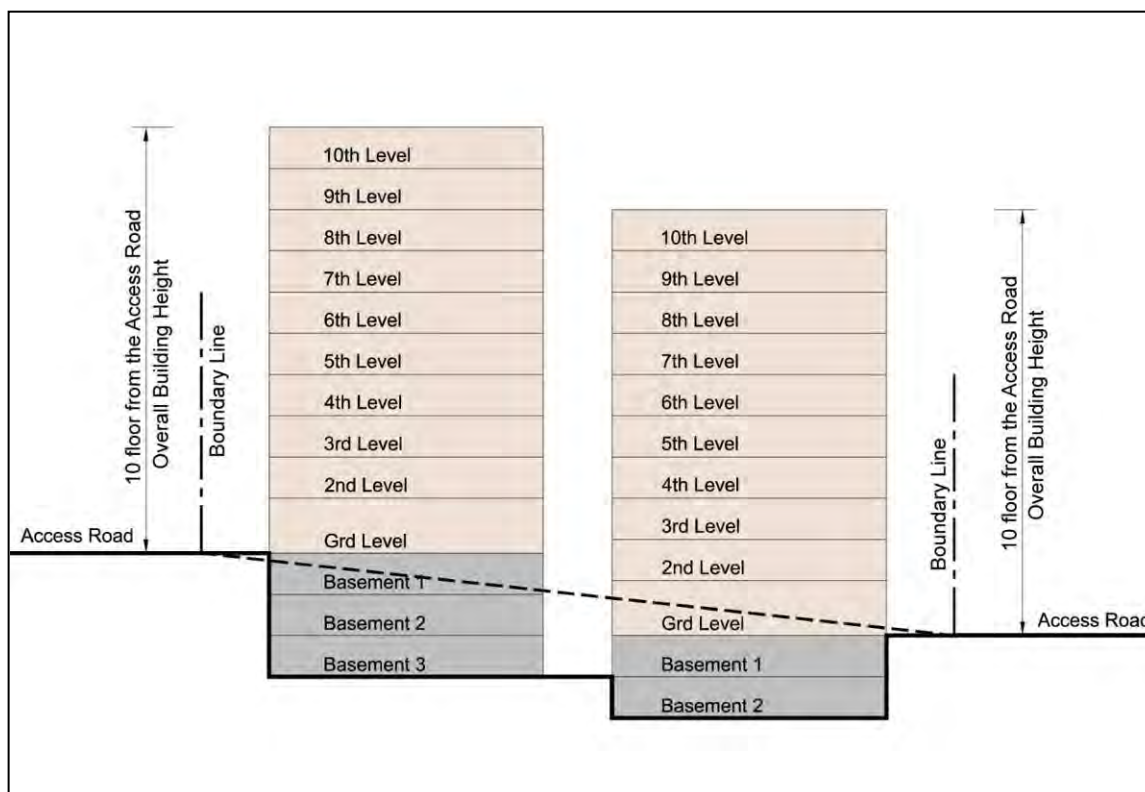 10 floor from the Access Road
Overall Building Height
Boundary Line
Access Road
10th Level
9th Level
8th Level
7th Level
6th Level
5th Level
4th Level
3rd Level
2nd Level
Grd Level
Basement 1
Basement 2
Basement 3
10th Level
9th Level
8th Level
7th Level
6th Level
5th Level
4th Level
3rd Level
2nd Level
Grd Level
Basement 1
Basement 2
Boundary Line
10 floor from the Access Road
Overall Building Height
Access Road